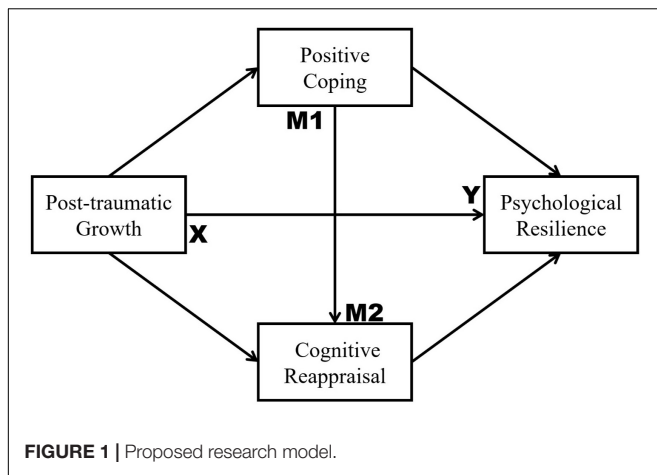 Positive
Coping
M1
Post-traumatic
Growth
X
Y
Psychological
Resilience
M2
Cognitive
Reappraisal
FIGURE 1 | Proposed research model.